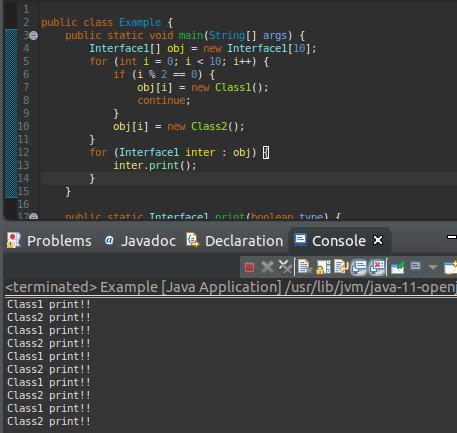 1
2 public class Example {
3 public static void main(String[] args) {
4 Interface1[] obj = new Interface1[10];
5 for (int i = 0; i < 10; i++) {
6 if (i % 2 == 0) {
7 obj[i] = new Class1();
8 continue;
9 }
10 obj[i] = new Class2();
11 }
12 for (Interface1 inter : obj) {
13 inter.print();
14 }
15 }
16
17 public static Interface1 print(boolean type) {
Problems @ Javadoc Declaration Console
<terminated> Example [Java Application] /usr/lib/jvm/java-11-openj
Class1 print!!
Class2 print!!
Class1 print!!
Class2 print!!
Class1 print!!
Class2 print!!
Class1 print!!
Class2 print!!
Class1 print!!
Class2 print!!